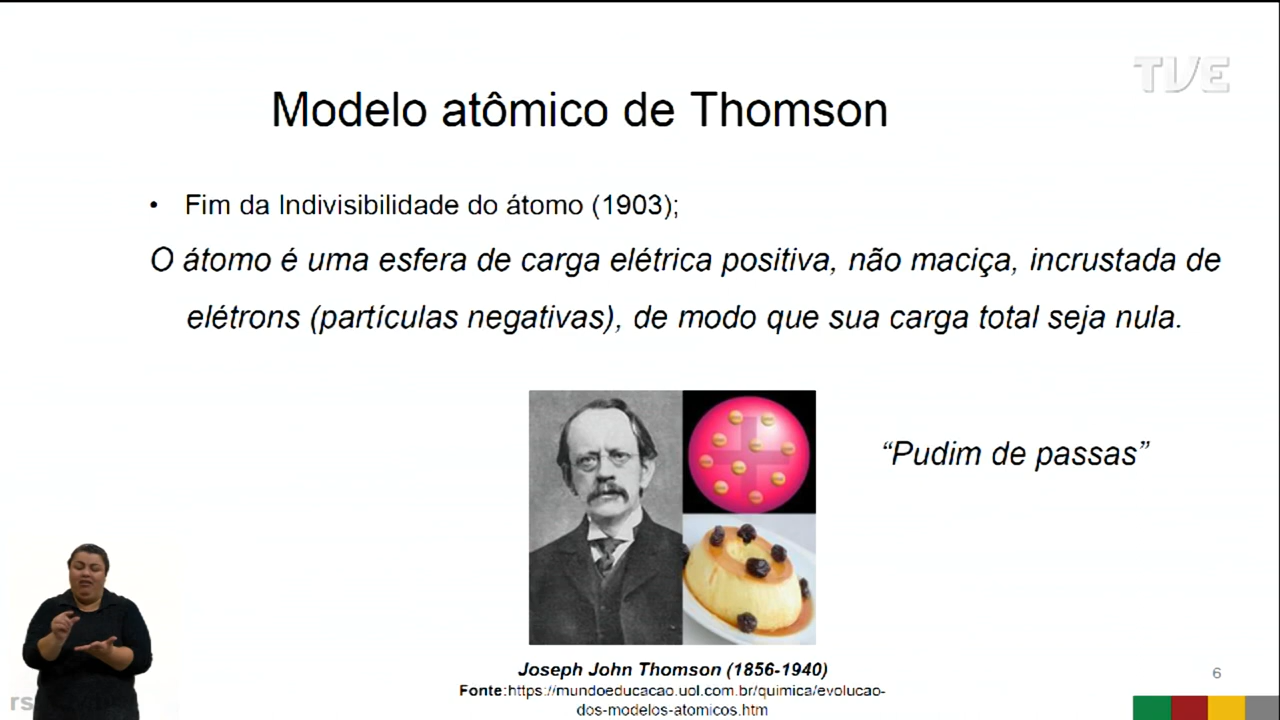 TVE
Modelo atômico de Thomson
• Fim da Indivisibilidade do átomo (1903);
O átomo é uma esfera de carga elétrica positiva, não maciça, incrustada de
elétrons (partículas negativas), de modo que sua carga total seja nula.
“Pudim de passas”
Joseph John Thomson (1856-1940)
Fonte:https://mundoeducacao.uol.com.br/quimica/evolucao-
dos-modelos-atomicos.htm
6
rs